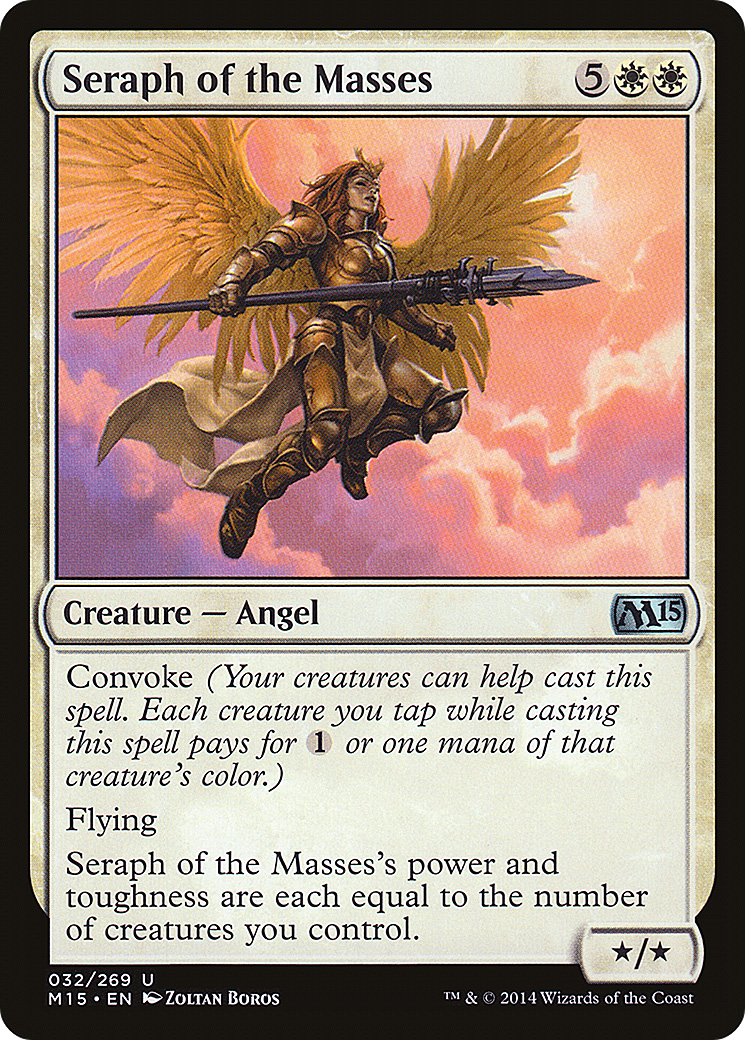 Seraph of the Masses 5
Creature — Angel M15
Convoke (Your creatures can help cast this
spell. Each creature you tap while casting
this spell pays for 1 or one mana of that
creature's color.)
Flying
Seraph of the Masses's power and
toughness are each equal to the number
of creatures you control.
★/★
032/269 U
M15 • EN Zoltan Boros ™ & © 2014 Wizards of the Coast